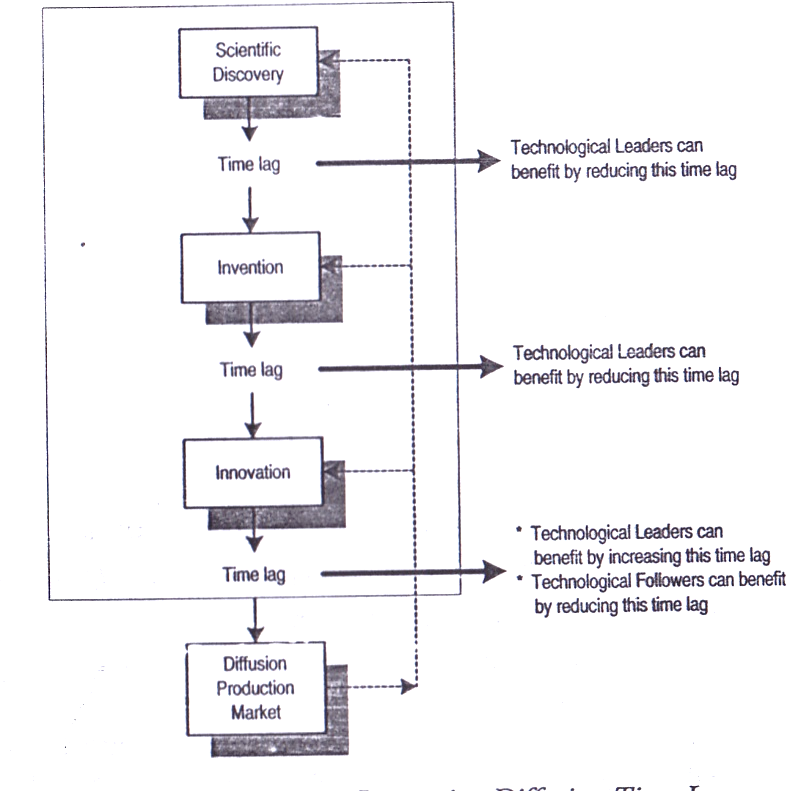 Scientific
Discovery
Time lag
Technological Leaders can
benefit by reducing this time lag
Invention
Time lag
Technological Leaders can
benefit by reducing this time lag
Innovation
Time lag
* Technological Leaders can
benefit by increasing this time lag
* Technological Followers can benefit
by reducing this time lag
Diffusion
Production
Market
Diffusion Time